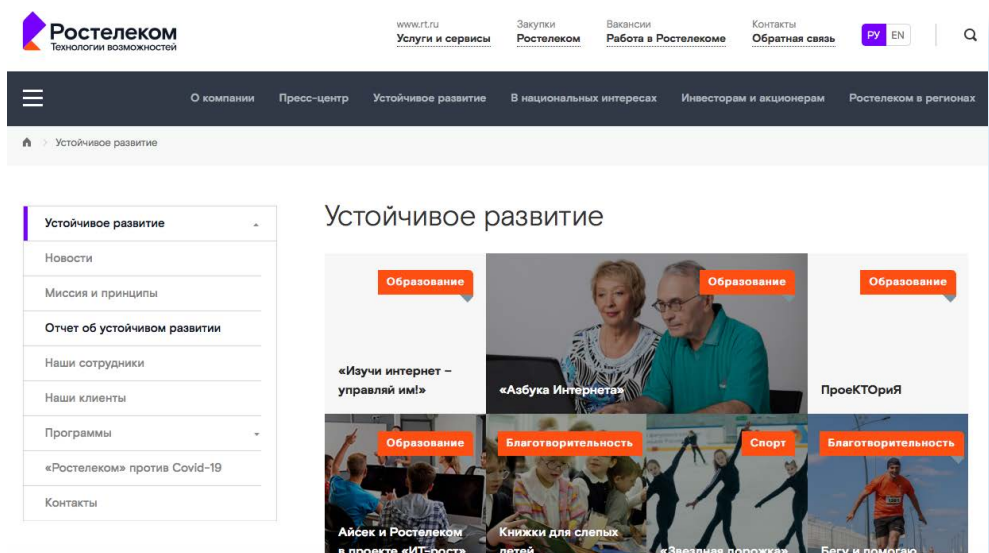 Ростелеком
Технологии возможностей
www.rt.ru
Услуги и сервисы
Закупки
Ростелеком
Вакансии
Работа в Ростелекоме
Контакты
Обратная связь
РУ EN
О компании Пресс-центр Устойчивое развитие В национальных интересах Инвесторам и акционерам Ростелеком в регионах
Устойчивое развитие
Устойчивое развитие
Новости
Миссия и принципы
Отчет об устойчивом развитии
Наши сотрудники
Наши клиенты
Программы
«Ростелеком» против Covid-19
Контакты
Устойчивое развитие
Образование
«Изучи интернет –
управляй им!»
Образование
«Азбука Интернета»
Образование
ПроеКТОриЯ
Образование
Айсек и Ростелеком
в проекте «ИТ-рост»
Благотворительность
Книжки для слепых
детей
Спорт
«Звездная дорожка»
Благотворительность
Бегу и помогаю